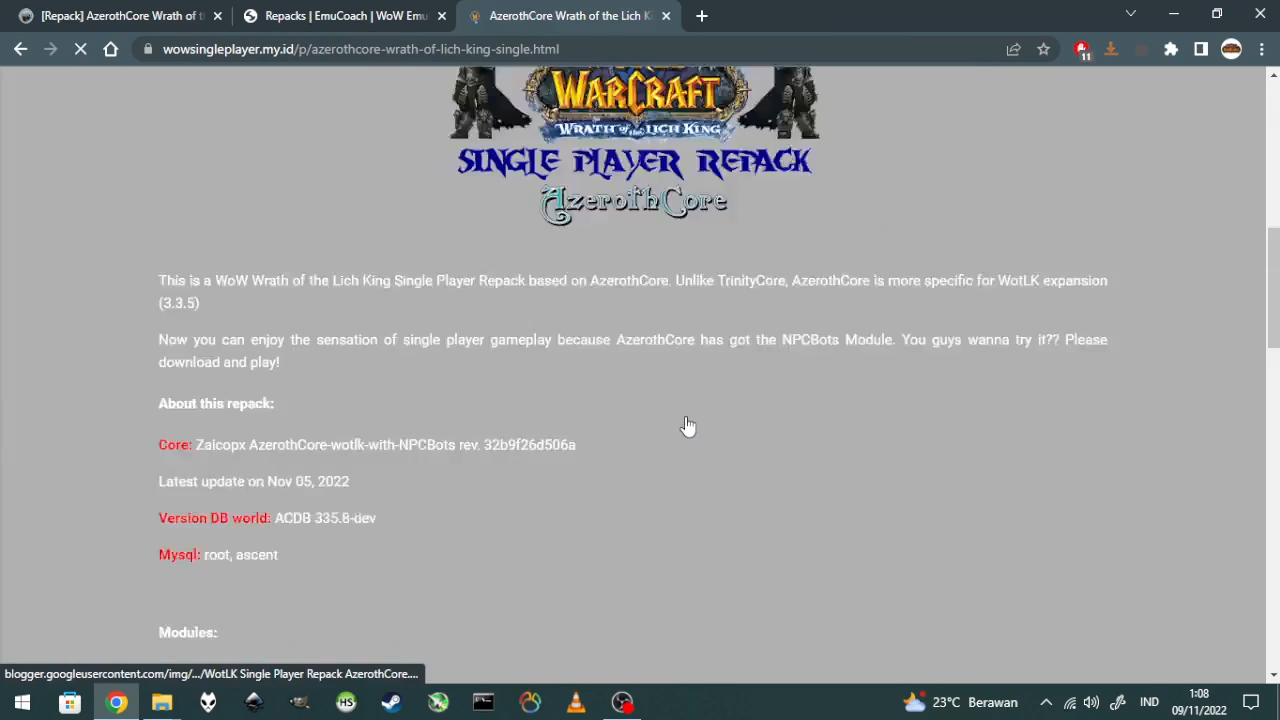 [Repack] AzerothCore Wrath of t
Repacks | EmuCoach | WoW Emu
AzerothCore Wrath of the Lich Ki
wowsingleplayer.my.id/p/azerothcore-wrath-of-lich-king-single.html
11
WARCRAFT
WRATH of the LICH KING
SINGLE PLAYER REPACK
AzerothCore
This is a WoW Wrath of the Lich King Single Player Repack based on AzerothCore. Unlike TrinityCore, AzerothCore is more specific for WotLK expansion
(3.3.5)
Now you can enjoy the sensation of single player gameplay because AzerothCore has got the NPCBots Module. You guys wanna try it?? Please
download and play!
About this repack:
Core: Zaicopx AzerothCore-wotlk-with-NPCBots rev. 32b9f26d506a
Latest update on Nov 05, 2022
Version DB world: ACDB 335.8-dev
Mysql: root, ascent
Modules:
blogger.googleusercontent.com/img/.../WotLK Single Player Repack AzerothCore....
HS
23°C Berawan
IND
1:08
09/11/2022